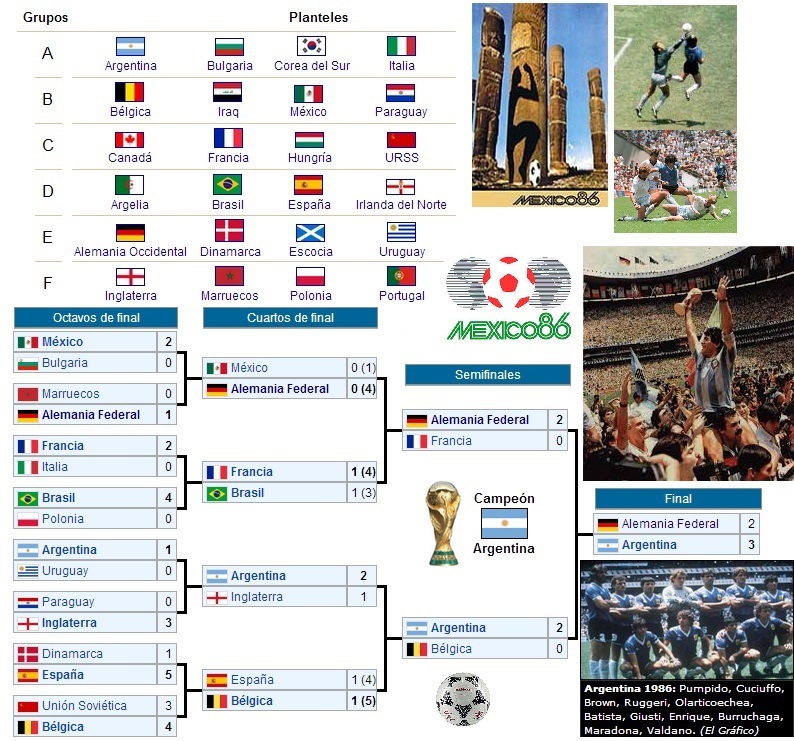 Grupos Planteles
A
Argentina Bulgaria Corea del Sur Italia
B
Bélgica Iraq México Paraguay
C
Canadá Francia Hungría URSS
D
Argelia Brasil España Irlanda del Norte
E
Alemania Occidental Dinamarca Escocia Uruguay
F
Inglaterra Marruecos Polonia Portugal
MEXICO86
MEXICO86
Octavos de final
México 2
Bulgaria 0
Marruecos 0
Alemania Federal 1
Francia 2
Italia 0
Brasil 4
Polonia 0
Argentina 1
Uruguay 0
Paraguay 0
Inglaterra 3
Dinamarca 1
España 5
Unión Soviética 3
Bélgica 4
Cuartos de final
México 0 (1)
Alemania Federal 0 (4)
Francia 1 (4)
Brasil 1 (3)
Argentina 2
Inglaterra 1
España 1 (4)
Bélgica 1 (5)
Semifinales
Alemania Federal 2
Francia 0
Campeón
Argentina
Argentina 2
Bélgica 0
Final
Alemania Federal 2
Argentina 3
Argentina 1986: Pumpido, Cuciuffo,
Brown, Ruggeri, Olarticoechea,
Batista, Giusti, Enrique, Burruchaga,
Maradona, Valdano. (El Gráfico)